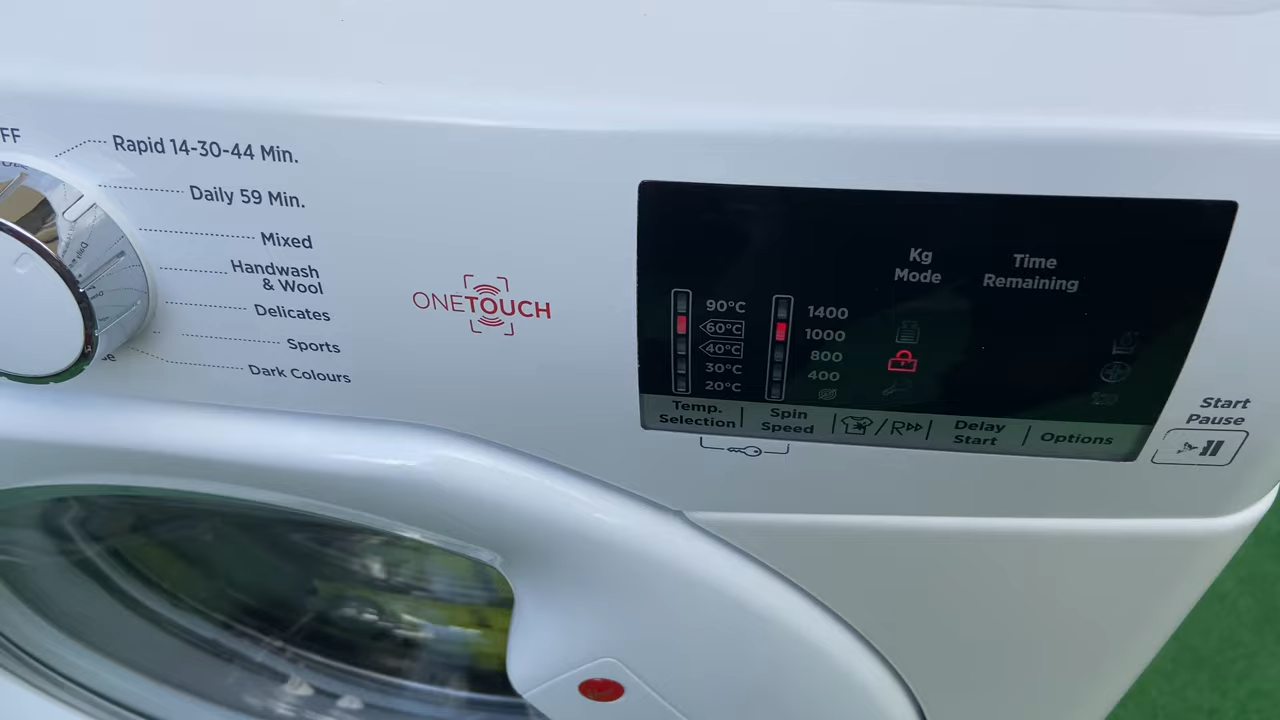 FF
Rapid 14-30-44 Min.
Daily 59 Min.
Mixed
Handwash
& Wool
Delicates
Sports
Dark Colours
ONETOUCH
Kg
Mode
Time
Remaining
90°C
60°C
40°C
30°C
20°C
1400
1000
800
400
Temp.
Selection
Spin
Speed
R
Delay
Start
Options
Start
Pause